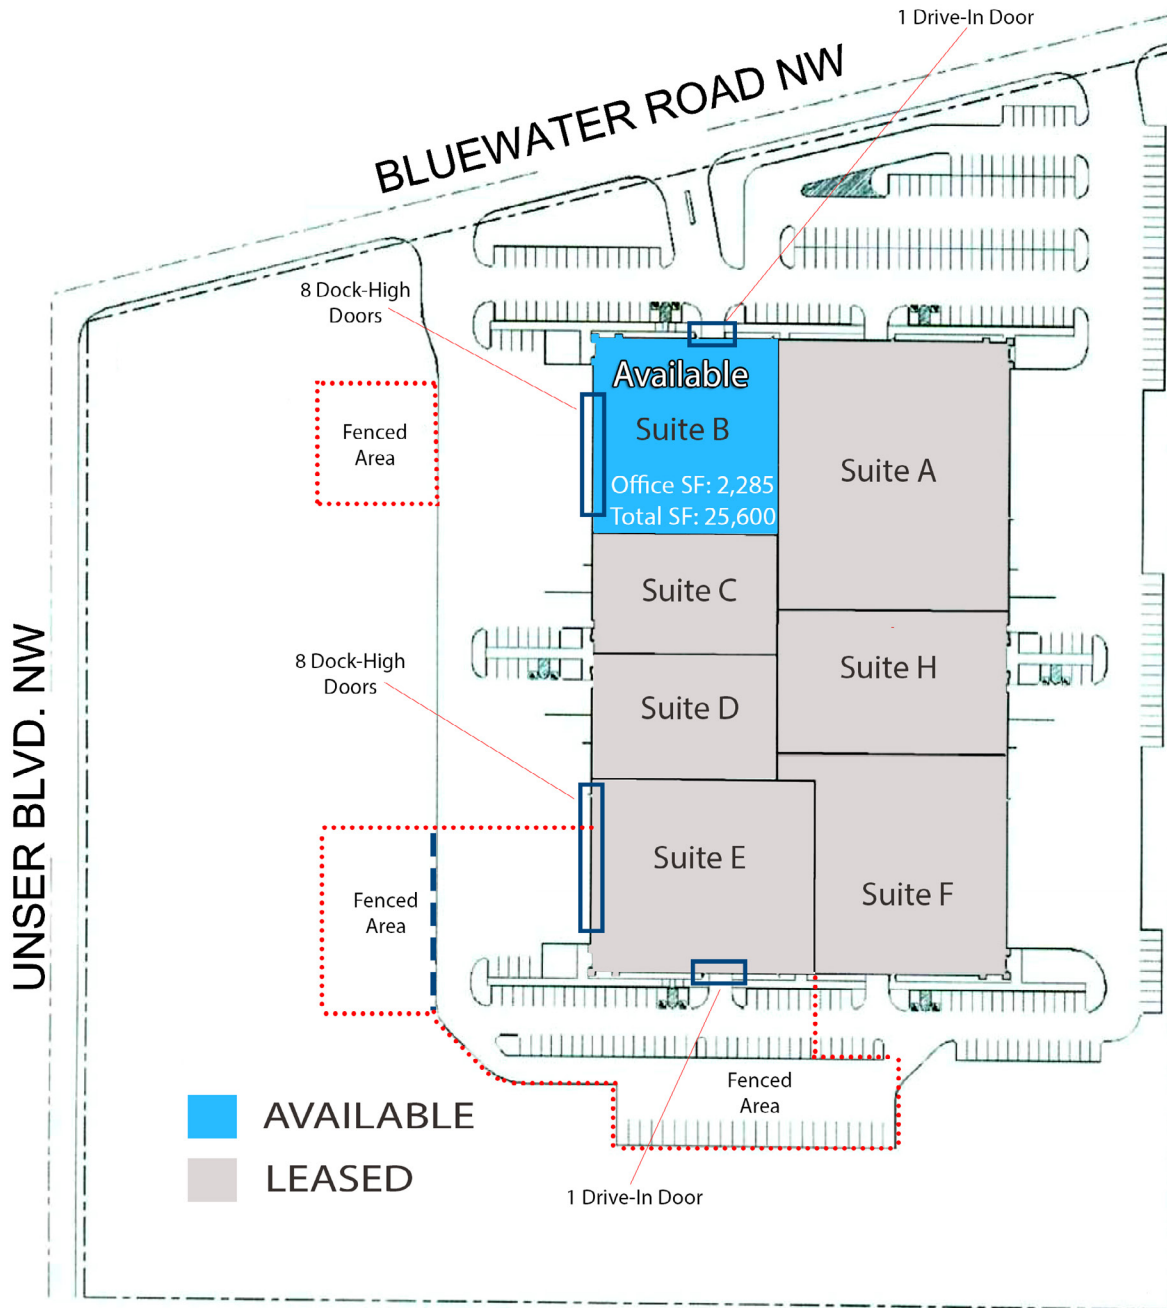 1 Drive-In Door
BLUEWATER ROAD NW
8 Dock-High
Doors
Available
Suite B
Office SF: 2,285
Total SF: 25,600
Suite A
Fenced
Area
Suite C
Suite H
8 Dock-High
Doors
Suite D
UNSER BLVD. NW
Suite E
Suite F
Fenced
Area
Fenced
Area
AVAILABLE
LEASED
1 Drive-In Door